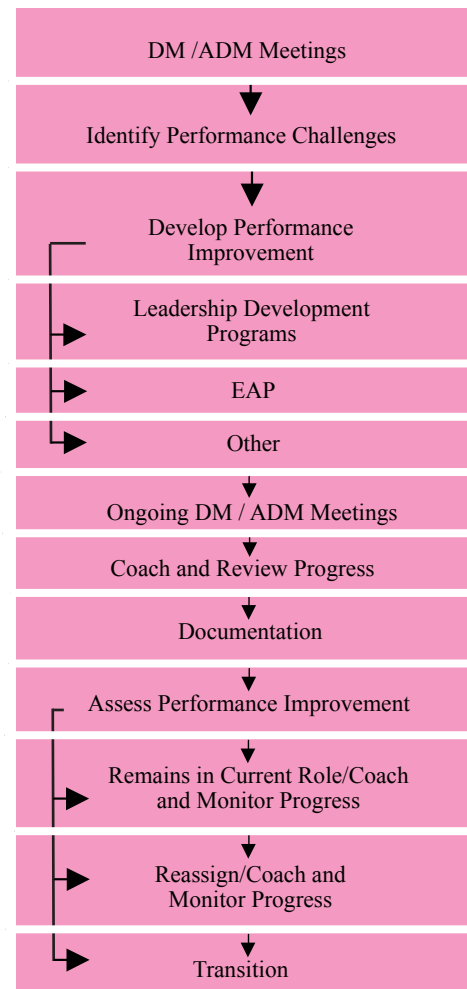 DM /ADM Meetings
Identify Performance Challenges
Develop Performance
Improvement
Leadership Development
Programs
EAP
Other
Ongoing DM / ADM Meetings
Coach and Review Progress
Documentation
Assess Performance Improvement
Remains in Current Role/Coach
and Monitor Progress
Reassign/Coach and
Monitor Progress
Transition